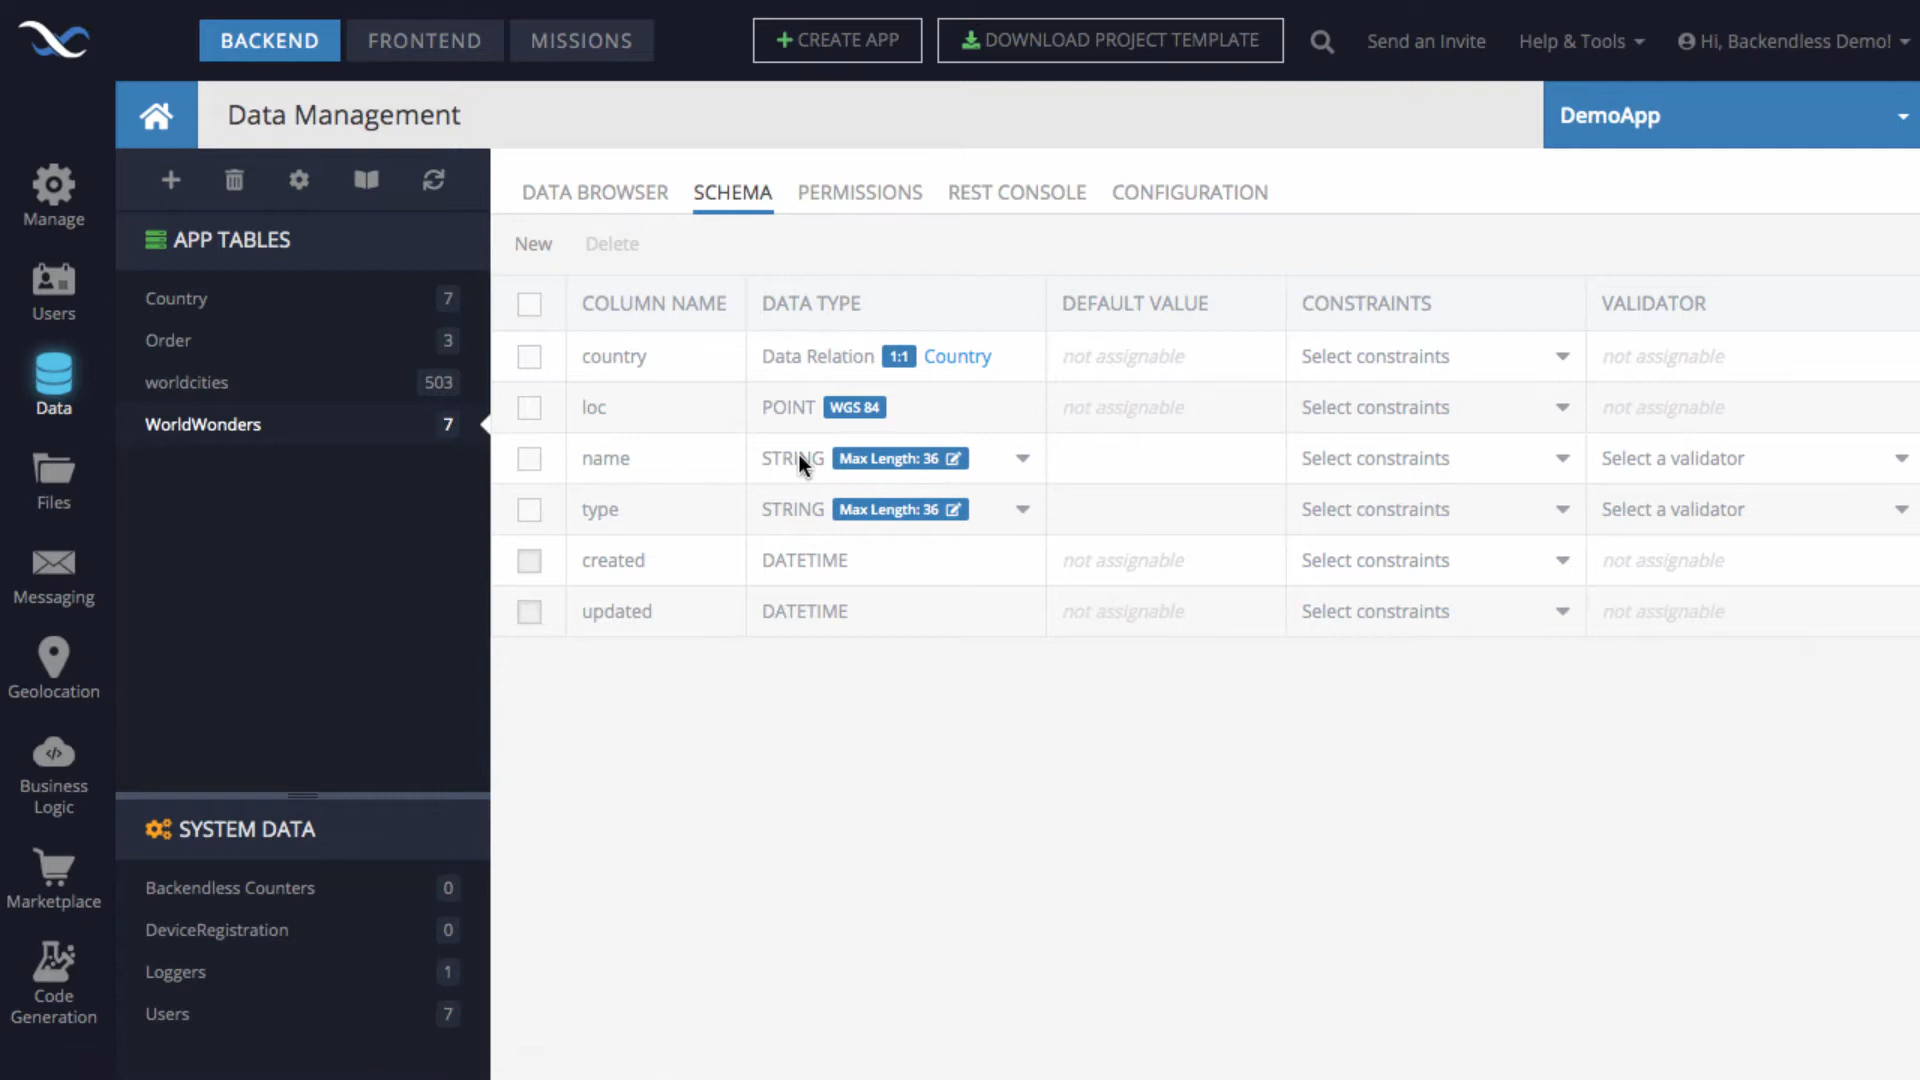 BACKEND FRONTEND MISSIONS CREATE APP DOWNLOAD PROJECT TEMPLATE Send an Invite Help & Tools Hi, Backendless Demo!
Data Management DemoApp
Manage
Users
Data
Files
Messaging
Geolocation
Business
Logic
Marketplace
Code
Generation
APP TABLES
Country 7
Order 3
worldcities 503
WorldWonders 7
SYSTEM DATA
Backendless Counters 0
DeviceRegistration 0
Loggers 1
Users 7
DATA BROWSER SCHEMA PERMISSIONS REST CONSOLE CONFIGURATION
New Delete
COLUMN NAME DATA TYPE DEFAULT VALUE CONSTRAINTS VALIDATOR
country Data Relation 1:1 Country not assignable Select constraints not assignable
loc POINT WGS 84 not assignable Select constraints not assignable
name STRING Max Length: 36 Select constraints Select a validator
type STRING Max Length: 36 Select constraints Select a validator
created DATETIME not assignable Select constraints not assignable
updated DATETIME not assignable Select constraints not assignable